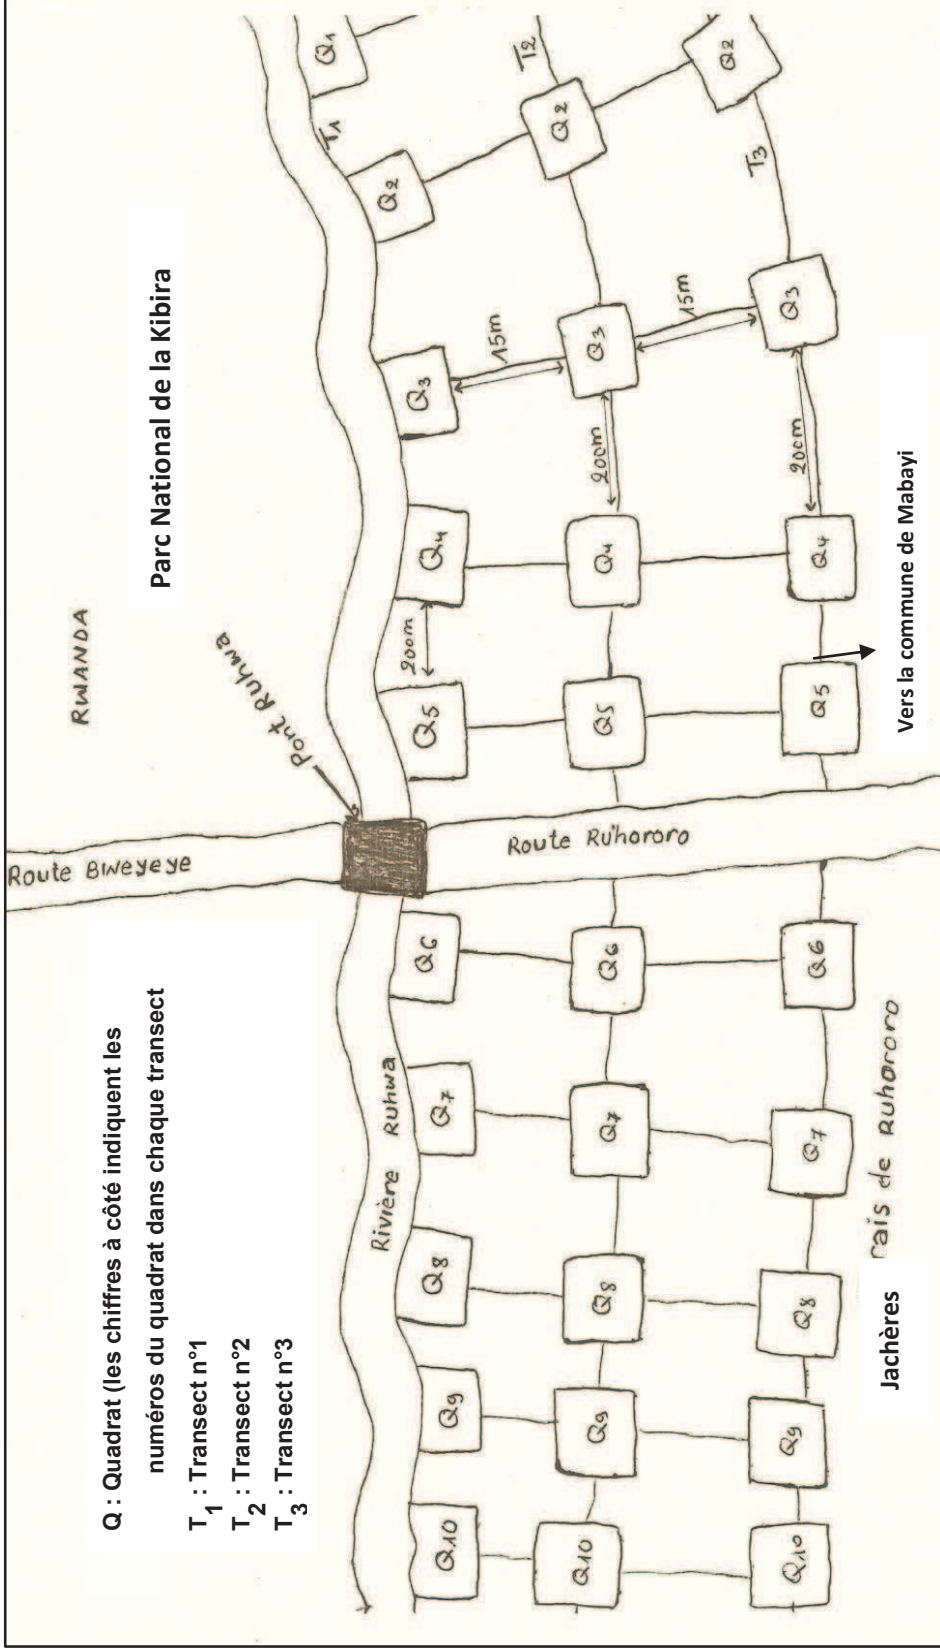 RWANDA
Route Bweyeye
Q : Quadrat (les chiffres à côté indiquent les
numéros du quadrat dans chaque transect
T1 : Transect n°1
T2 : Transect n°2
T3 : Transect n°3
Parc National de la Kibira
Pont Ruhwa
Rivière Ruhwa
T1
Q10 Q9 Q8 Q7 Q6 Q5 200m Q4 Q3 Q2 Q1
15m
Route Ruhororo
T2
Q10 Q9 Q8 Q7 Q6 Q5 Q4 200m Q3 Q2
15m
T3
Q10 Q9 Q8 Q7 Q6 Q5 Q4 200m Q3 Q2
Jachères
rais de Ruhororo
Vers la commune de Mabayi